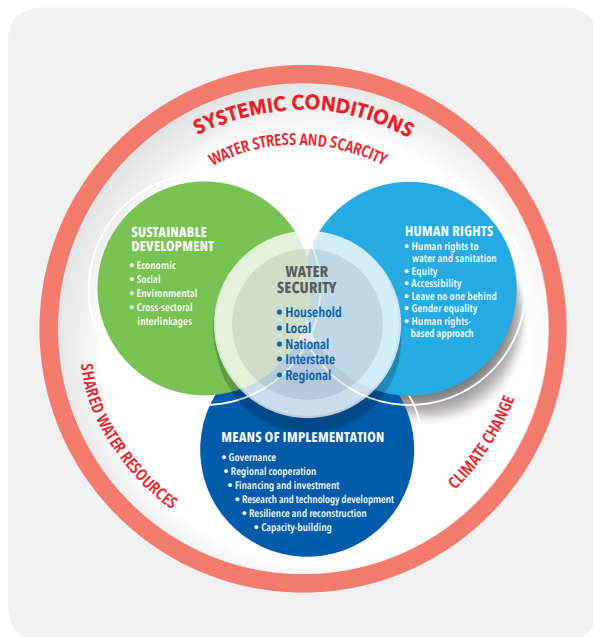 SYSTEMIC CONDITIONS
WATER STRESS AND SCARCITY
SUSTAINABLE
DEVELOPMENT
• Economic
• Social
• Environmental
• Cross-sectoral
interlinkages
HUMAN RIGHTS
• Human rights to
water and sanitation
• Equity
• Accessibility
• Leave no one behind
• Gender equality
• Human rights-
based approach
WATER
SECURITY
• Household
• Local
• National
• Interstate
• Regional
SHARED WATER RESOURCES
CLIMATE CHANGE
MEANS OF IMPLEMENTATION
• Governance
• Regional cooperation
• Financing and investment
• Research and technology development
• Resilience and reconstruction
• Capacity-building